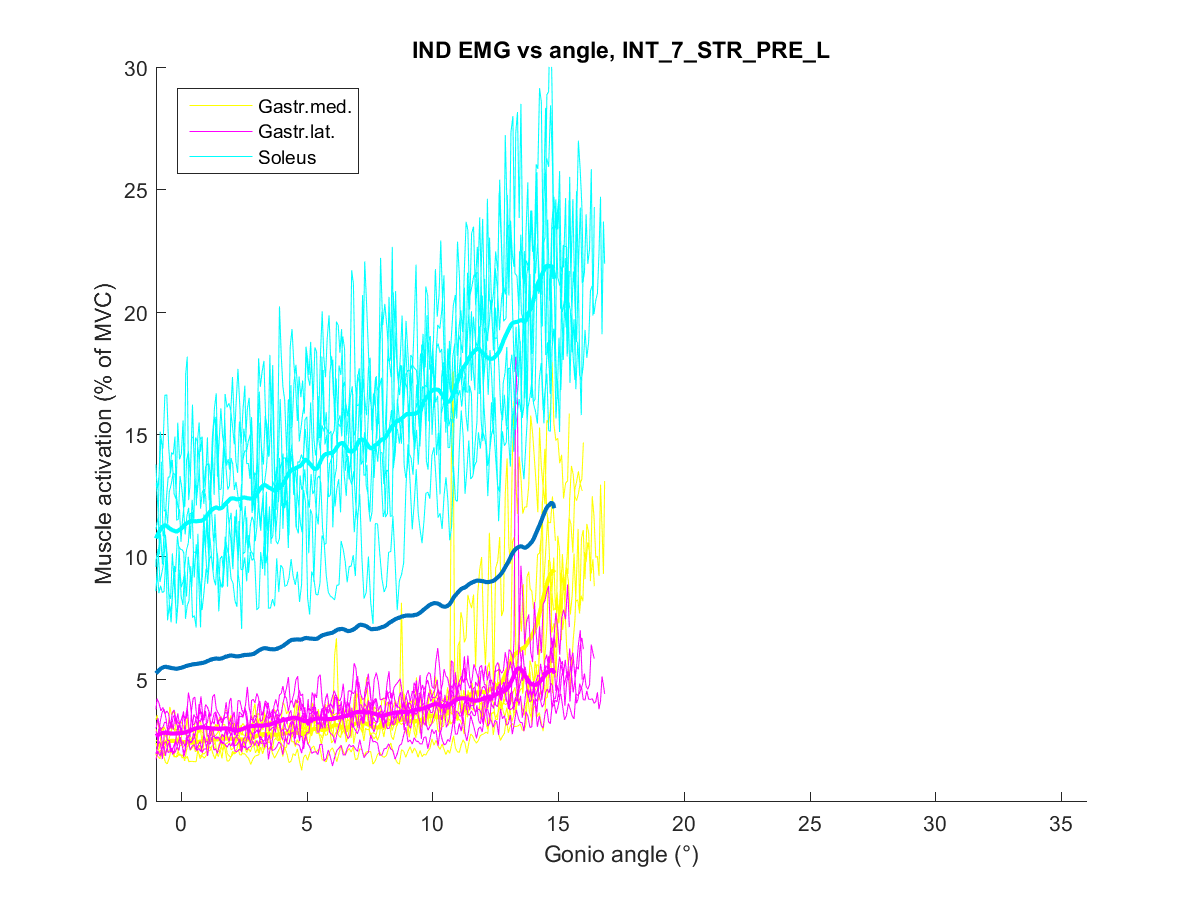 IND EMG vs angle, INT_7_STR_PRE_L
30
25
20
15
10
5
0
Muscle activation (% of MVC)
Gastr.med.
Gastr.lat.
Soleus
0 5 10 15 20 25 30 35
Gonio angle (°)